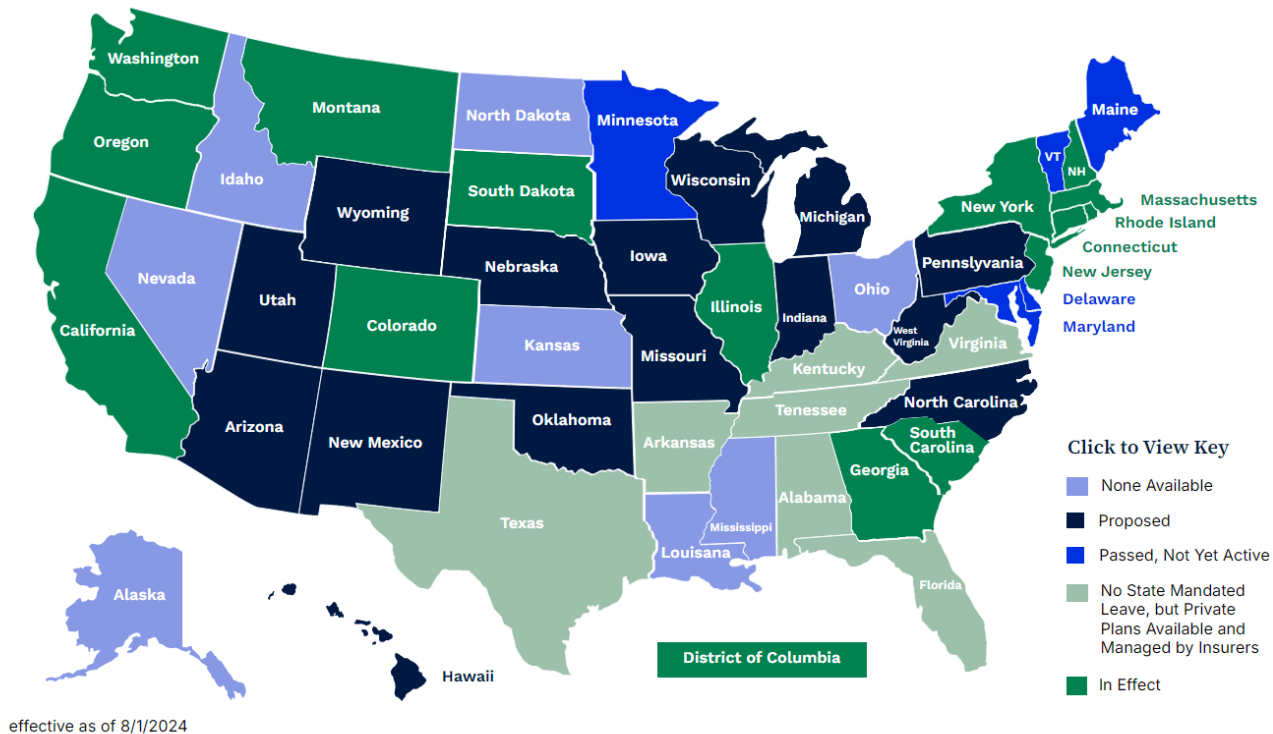 Washington
Montana
North Dakota
Minnesota
Maine
Oregon
Idaho
South Dakota
Wisconsin
VT
NH
Wyoming
Michigan
New York
Massachusetts
Rhode Island
Connecticut
New Jersey
Delaware
Maryland
Nevada
Utah
Nebraska
Iowa
Illinois
Indiana
Ohio
Pennslyvania
California
Colorado
Kansas
Missouri
West
Virginia
Virginia
Kentucky
Arizona
New Mexico
Oklahoma
Arkansas
Tenessee
North Carolina
South
Carolina
Georgia
Alabama
Mississippi
Texas
Louisana
Florida
Alaska
Hawaii
District of Columbia
Click to View Key
None Available
Proposed
Passed, Not Yet Active
No State Mandated
Leave, but Private
Plans Available and
Managed by Insurers
In Effect
effective as of 8/1/2024